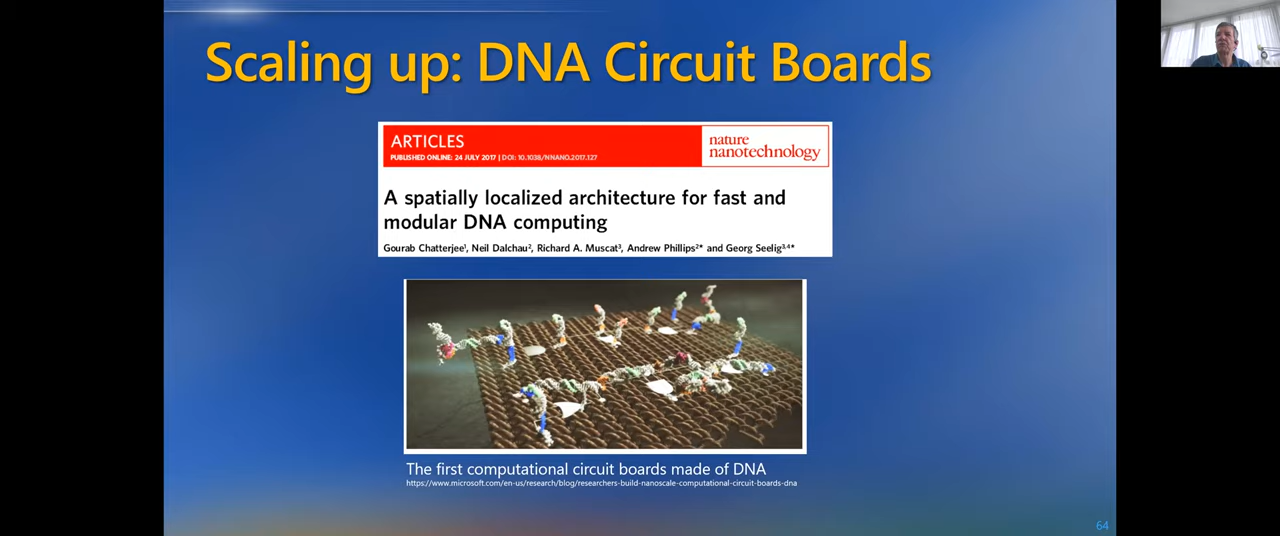 Scaling up: DNA Circuit Boards
ARTICLES
PUBLISHED ONLINE: 24 JULY 2017 | DOI: 10.1038/NNANO.2017.127
nature
nanotechnology
A spatially localized architecture for fast and
modular DNA computing
Gourab Chatterjee¹, Neil Dalchau², Richard A. Muscat³, Andrew Phillips²* and Georg Seelig³,⁴*
The first computational circuit boards made of DNA
https://www.microsoft.com/en-us/research/blog/researchers-build-nanoscale-computational-circuit-boards-dna
64